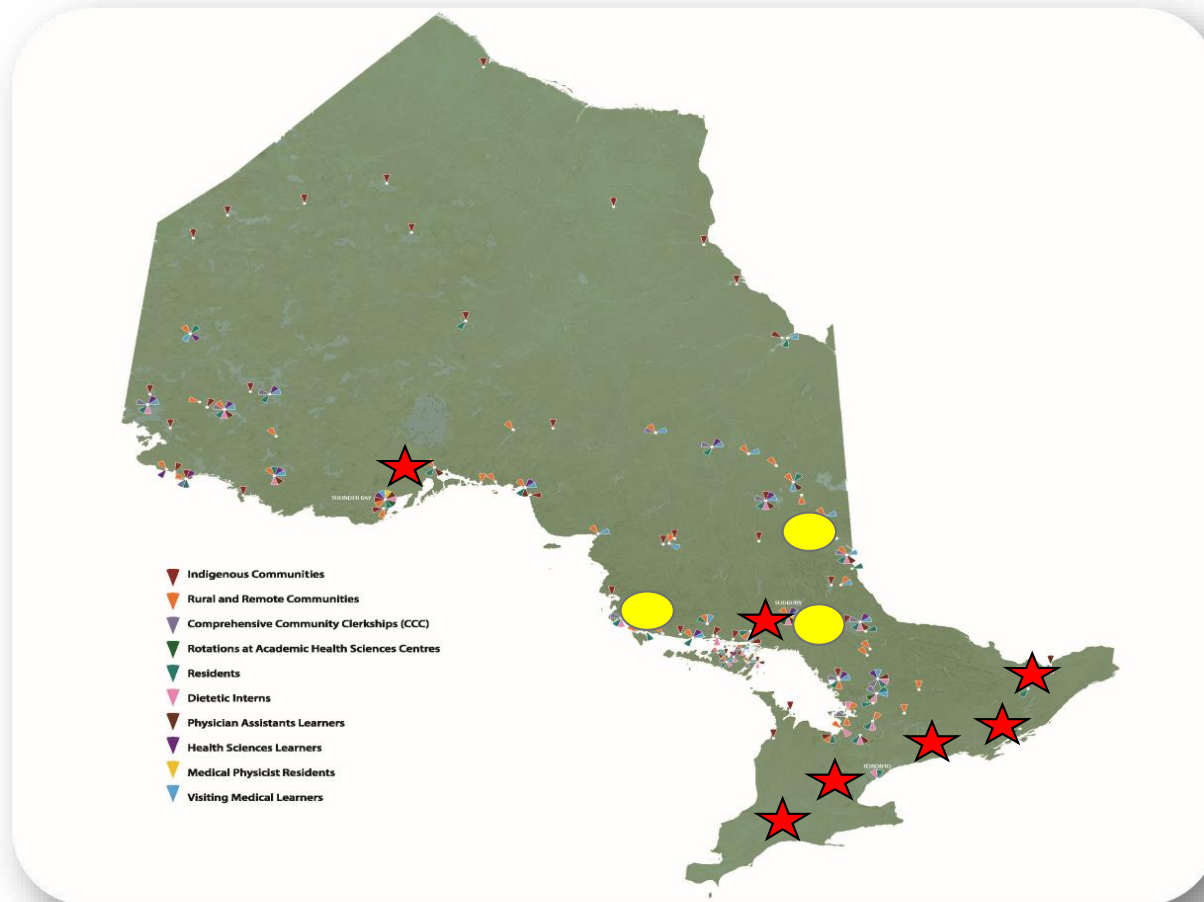 THUNDER BAY
Indigenous Communities
Rural and Remote Communities
Comprehensive Community Clerkships (CCC)
Rotations at Academic Health Sciences Centres
Residents
Dietetic Interns
Physician Assistants Learners
Health Sciences Learners
Medical Physicist Residents
Visiting Medical Learners
SUDBURY
TORONTO